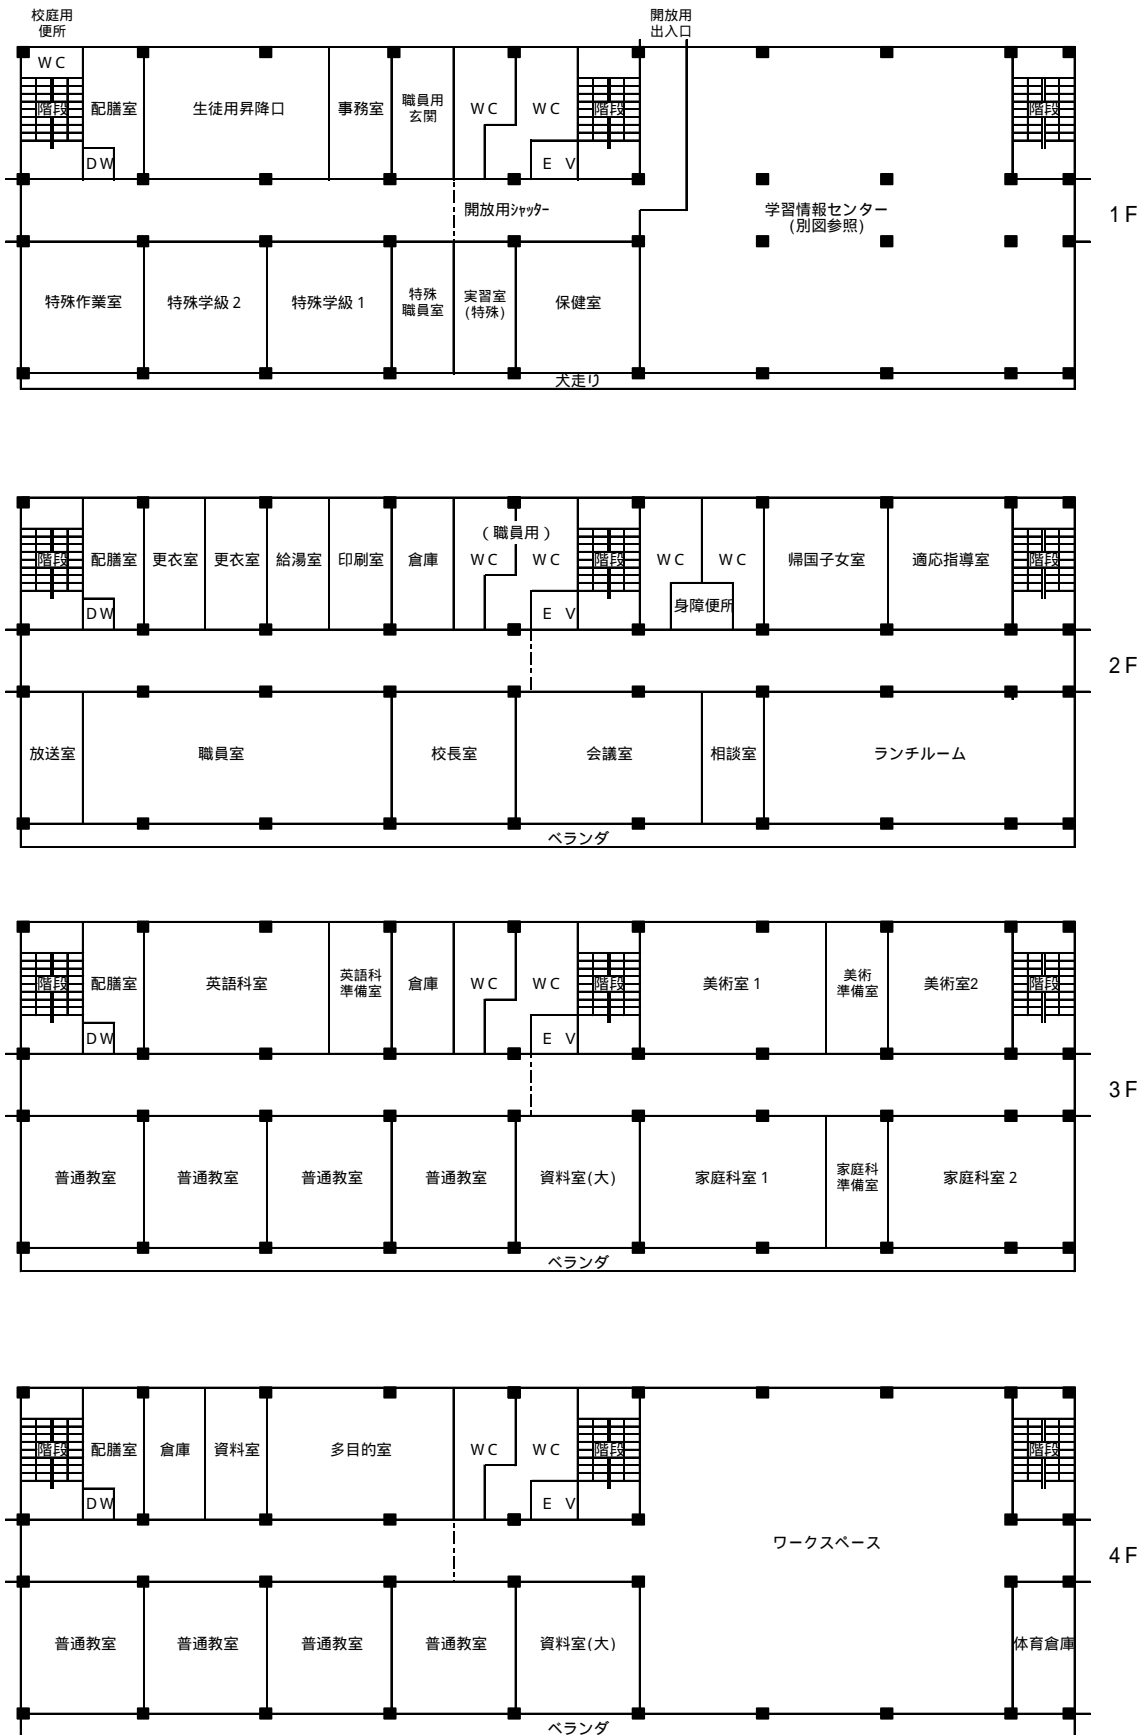 校庭用
便所
開放用
出入口
WC
階段
配膳室
DW
生徒用昇降口
事務室
職員用
玄関
WC
WC
EV
階段
階段
開放用シャッター
学習情報センター
(別図参照)
1F
特殊作業室
特殊学級2
特殊学級1
特殊
職員室
実習室
(特殊)
保健室
犬走り
階段
配膳室
DW
更衣室
更衣室
給湯室
印刷室
倉庫
(職員用)
WC
WC
EV
階段
WC
WC
身障便所
帰国子女室
適応指導室
階段
2F
放送室
職員室
校長室
会議室
相談室
ランチルーム
ベランダ
階段
配膳室
DW
英語科室
英語科
準備室
倉庫
WC
WC
EV
階段
美術室1
美術
準備室
美術室2
階段
3F
普通教室
普通教室
普通教室
普通教室
資料室(大)
家庭科室1
家庭科
準備室
家庭科室2
ベランダ
階段
配膳室
DW
倉庫
資料室
多目的室
WC
WC
EV
階段
階段
ワークスペース
4F
普通教室
普通教室
普通教室
普通教室
資料室(大)
体育倉庫
ベランダ